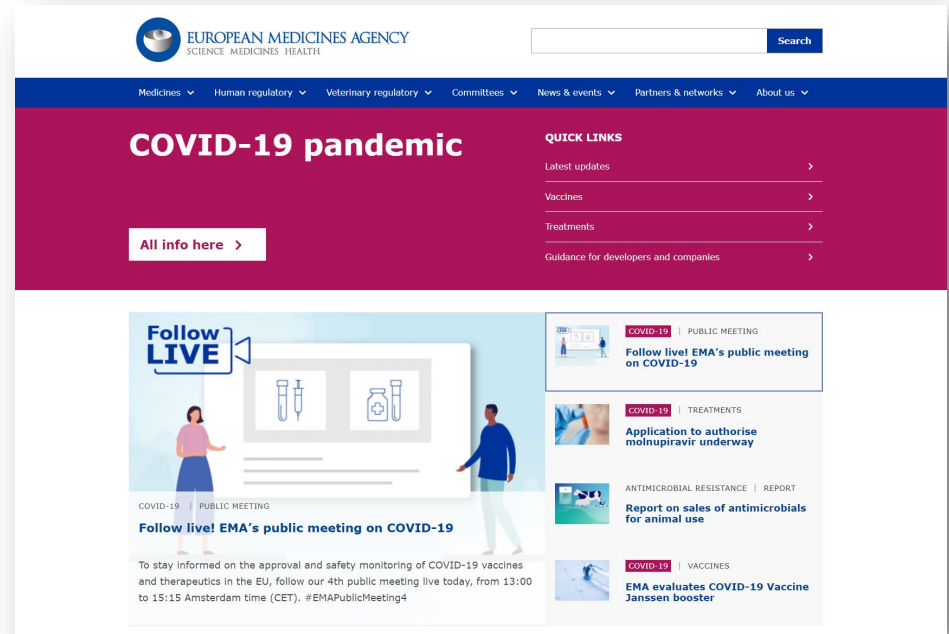 EUROPEAN MEDICINES AGENCY
SCIENCE MEDICINES HEALTH
Search
Medicines
Human regulatory
Veterinary regulatory
Committees
News & events
Partners & networks
About us
COVID-19 pandemic
All info here
QUICK LINKS
Latest updates
Vaccines
Treatments
Guidance for developers and companies
Follow
LIVE
COVID-19 | PUBLIC MEETING
Follow live! EMA's public meeting on COVID-19
To stay informed on the approval and safety monitoring of COVID-19 vaccines
and therapeutics in the EU, follow our 4th public meeting live today, from 13:00
to 15:15 Amsterdam time (CET). #EMAPublicMeeting4
COVID-19 | PUBLIC MEETING
Follow live! EMA's public meeting
on COVID-19
COVID-19 | TREATMENTS
Application to authorise
molnupiravir underway
ANTIMICROBIAL RESISTANCE | REPORT
Report on sales of antimicrobials
for animal use
COVID-19 | VACCINES
EMA evaluates COVID-19 Vaccine
Janssen booster